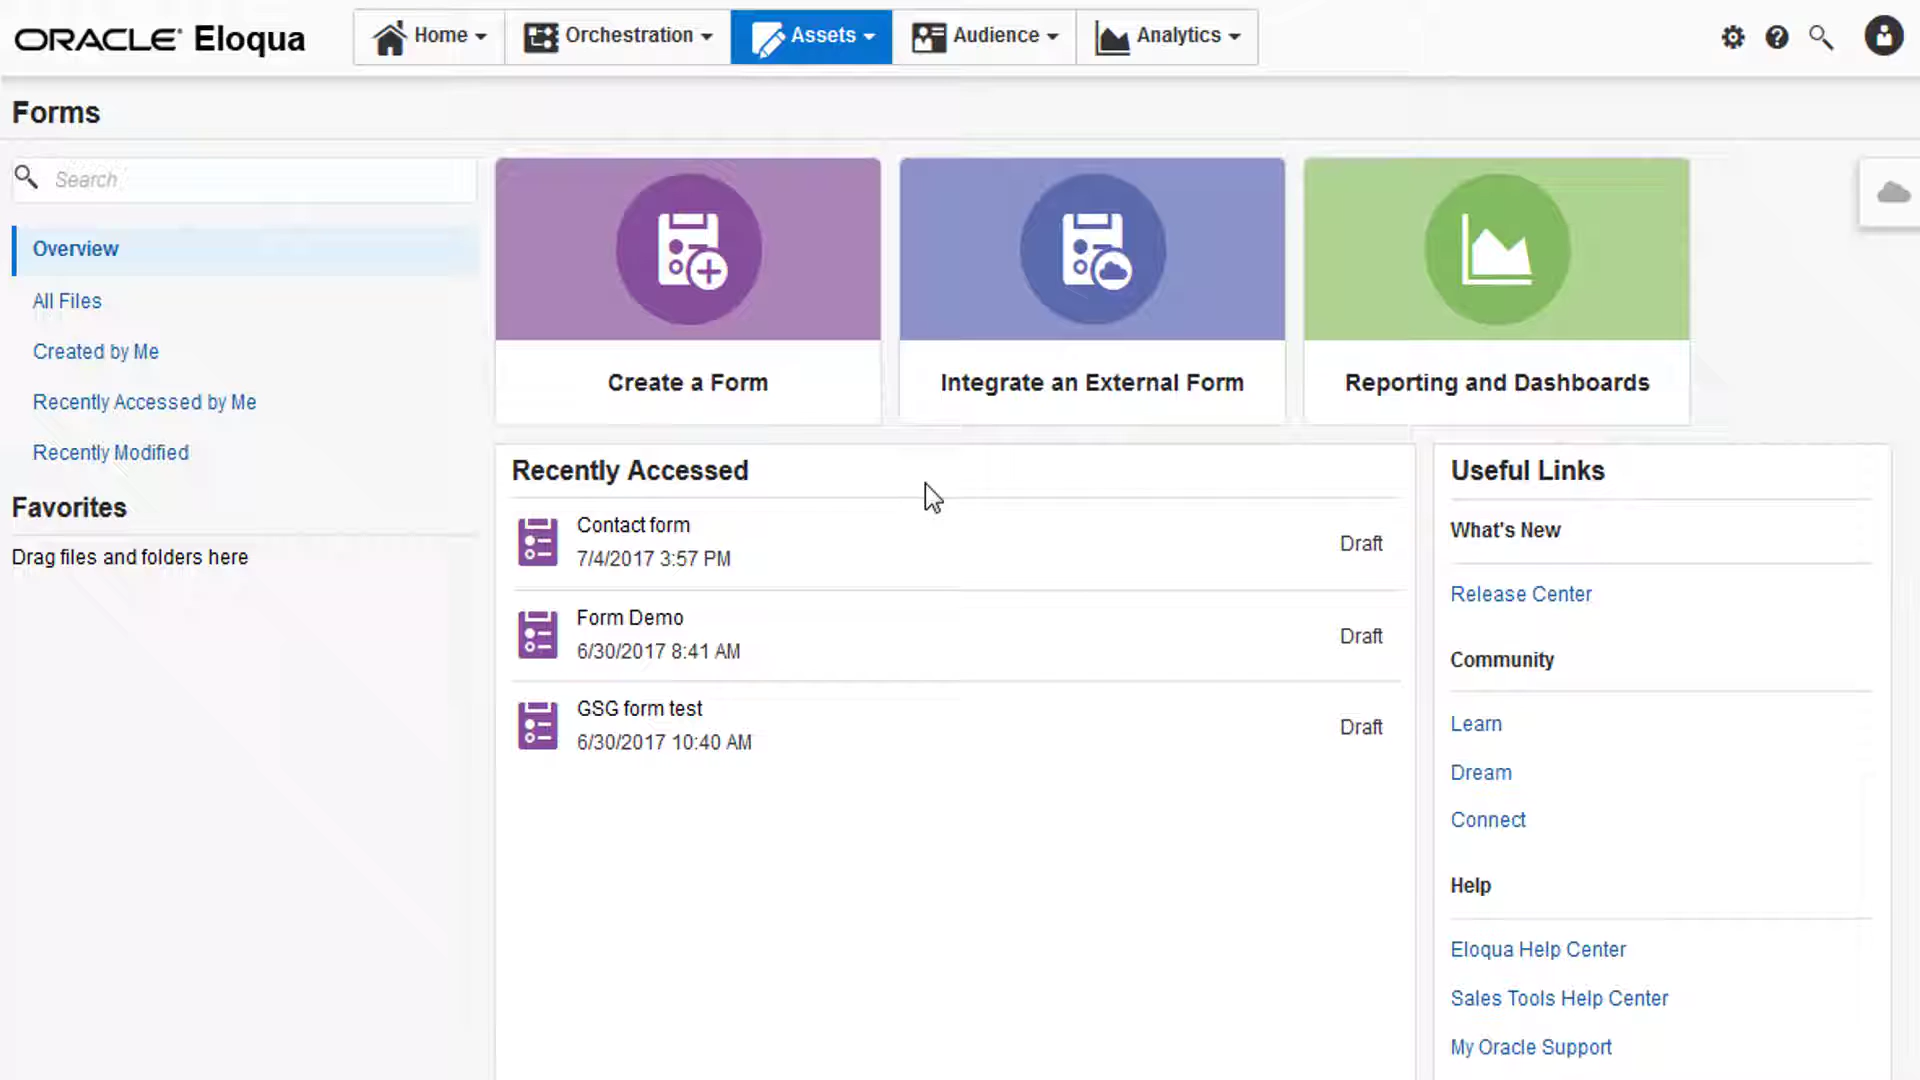 ORACLE Eloqua
Home
Orchestration
Assets
Audience
Analytics
Forms
Search
Overview
All Files
Created by Me
Recently Accessed by Me
Recently Modified
Favorites
Drag files and folders here
Create a Form
Integrate an External Form
Reporting and Dashboards
Recently Accessed
Contact form
7/4/2017 3:57 PM
Draft
Form Demo
6/30/2017 8:41 AM
Draft
GSG form test
6/30/2017 10:40 AM
Draft
Useful Links
What's New
Release Center
Community
Learn
Dream
Connect
Help
Eloqua Help Center
Sales Tools Help Center
My Oracle Support